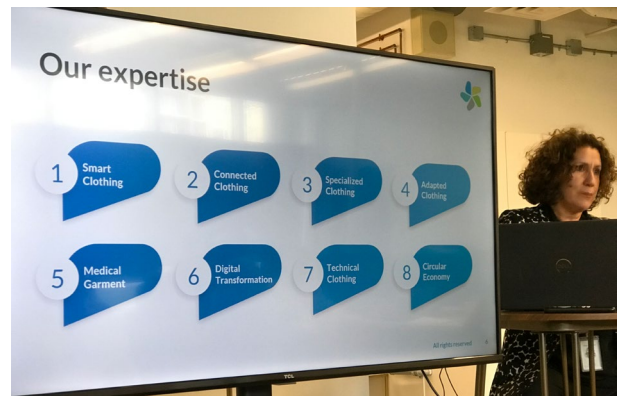 Our expertise
1
Smart
Clothing
2
Connected
Clothing
3
Specialized
Clothing
4
Adapted
Clothing
5
Medical
Garment
6
Digital
Transformation
7
Technical
Clothing
8
Circular
Economy
All rights reserved
TCL